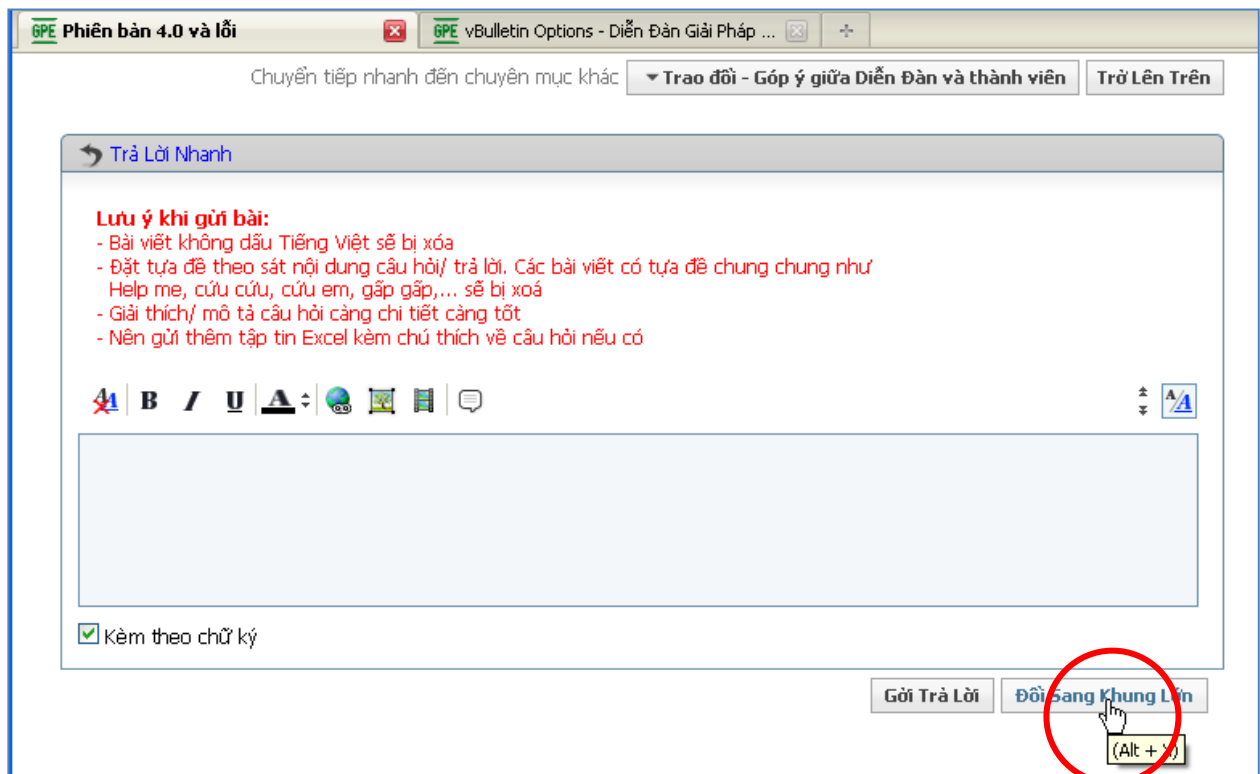 GPE Phiên bản 4.0 và lỗi
GPE vBulletin Options - Diễn Đàn Giải Pháp ...
Chuyển tiếp nhanh đến chuyên mục khác
Trao đổi - Góp ý giữa Diễn Đàn và thành viên
Trở Lên Trên
Trả Lời Nhanh
Lưu ý khi gửi bài:
- Bài viết không dấu Tiếng Việt sẽ bị xóa
- Đặt tựa đề theo sát nội dung câu hỏi/ trả lời. Các bài viết có tựa đề chung chung như
Help me, cứu cứu, cứu em, gấp gấp,... sẽ bị xoá
- Giải thích/ mô tả câu hỏi càng chi tiết càng tốt
- Nên gửi thêm tập tin Excel kèm chú thích về câu hỏi nếu có
B I U A
A/A
Kèm theo chữ ký
Gởi Trả Lời
Đổi Sang Khung Lớn
(Alt + X)